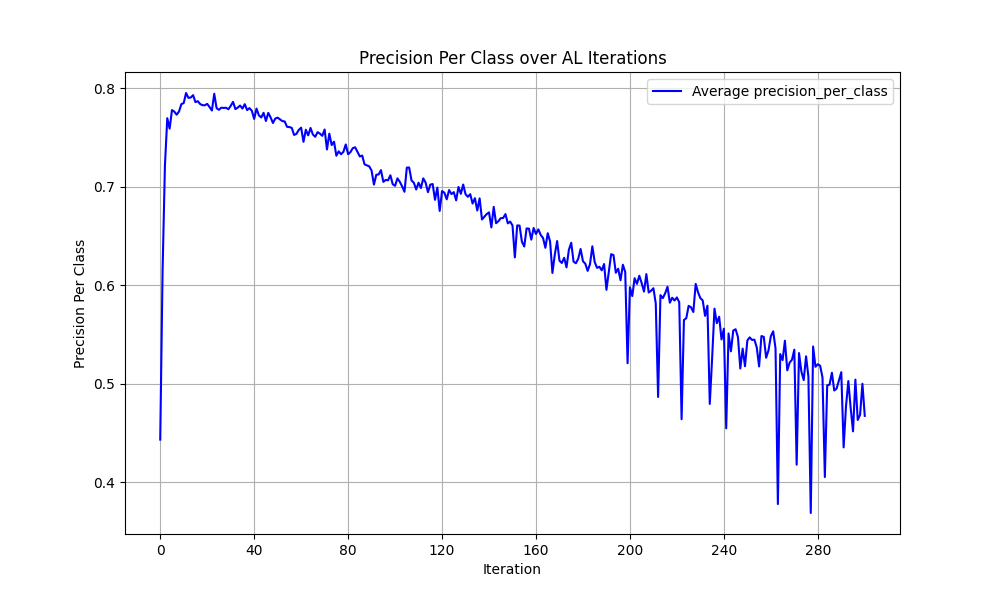 Precision Per Class over AL Iterations
Average precision_per_class
Precision Per Class
0.8
0.7
0.6
0.5
0.4
0 40 80 120 160 200 240 280
Iteration